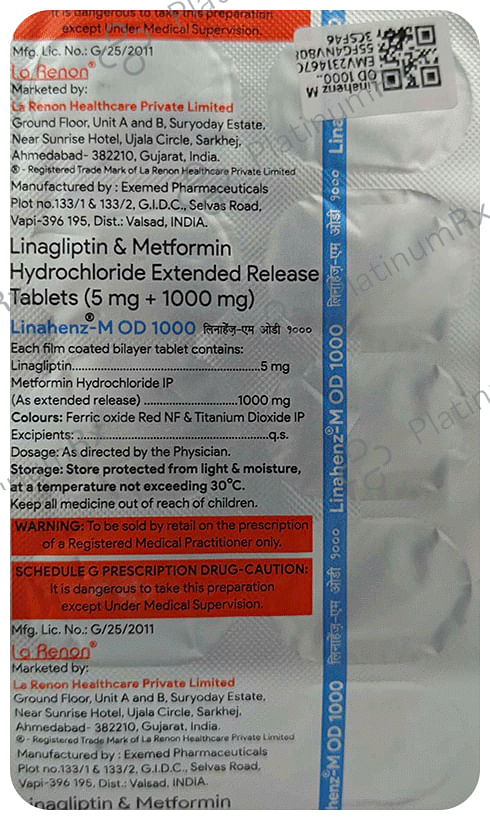 It is dangerous to take this preparation
except Under Medical Supervision.
Mfg. Lic. No.: G/25/2011
La Renon®
Marketed by:
La Renon Healthcare Private Limited
Ground Floor, Unit A and B, Suryoday Estate,
Near Sunrise Hotel, Ujala Circle, Sarkhej,
Ahmedabad- 382210, Gujarat, India.
® - Registered Trade Mark of La Renon Healthcare Private Limited
Manufactured by : Exemed Pharmaceuticals
Plot no.133/1 & 133/2, G.I.D.C., Selvas Road,
Vapi-396 195, Dist.: Valsad, INDIA.
Linagliptin & Metformin
Hydrochloride Extended Release
Tablets (5 mg + 1000 mg)
Linahenz®-M OD 1000 लिनाहेंज़-एम ओडी १०००
Each film coated bilayer tablet contains:
Linagliptin...............................................5 mg
Metformin Hydrochloride IP
(As extended release) .......................1000 mg
Colours: Ferric oxide Red NF & Titanium Dioxide IP
Excipients: ...............................................q.s.
Dosage: As directed by the Physician.
Storage: Store protected from light & moisture,
at a temperature not exceeding 30°C.
Keep all medicine out of reach of children.
WARNING: To be sold by retail on the prescription
of a Registered Medical Practitioner only.
SCHEDULE G PRESCRIPTION DRUG-CAUTION:
It is dangerous to take this preparation
except Under Medical Supervision.
Mfg. Lic. No.: G/25/2011
La Renon®
Marketed by:
La Renon Healthcare Private Limited
Ground Floor, Unit A and B, Suryoday Estate,
Near Sunrise Hotel, Ujala Circle, Sarkhej,
Ahmedabad- 382210, Gujarat, India.
® - Registered Trade Mark of La Renon Healthcare Private Limited
Manufactured by : Exemed Pharmaceuticals
Plot no.133/1 & 133/2, G.I.D.C., Selvas Road,
Vapi-396 195, Dist.: Valsad, INDIA.
Linagliptin & Metformin
Linahenz M
OD 1000...
3CSF46
Lina
लिनाहेंज़-एम ओडी १०००
Linahenz®-M OD 1000
लिनाहेंज़-एम ओडी १०००
henz®-M OD 1000
PlatinumRx
PlatinumRx